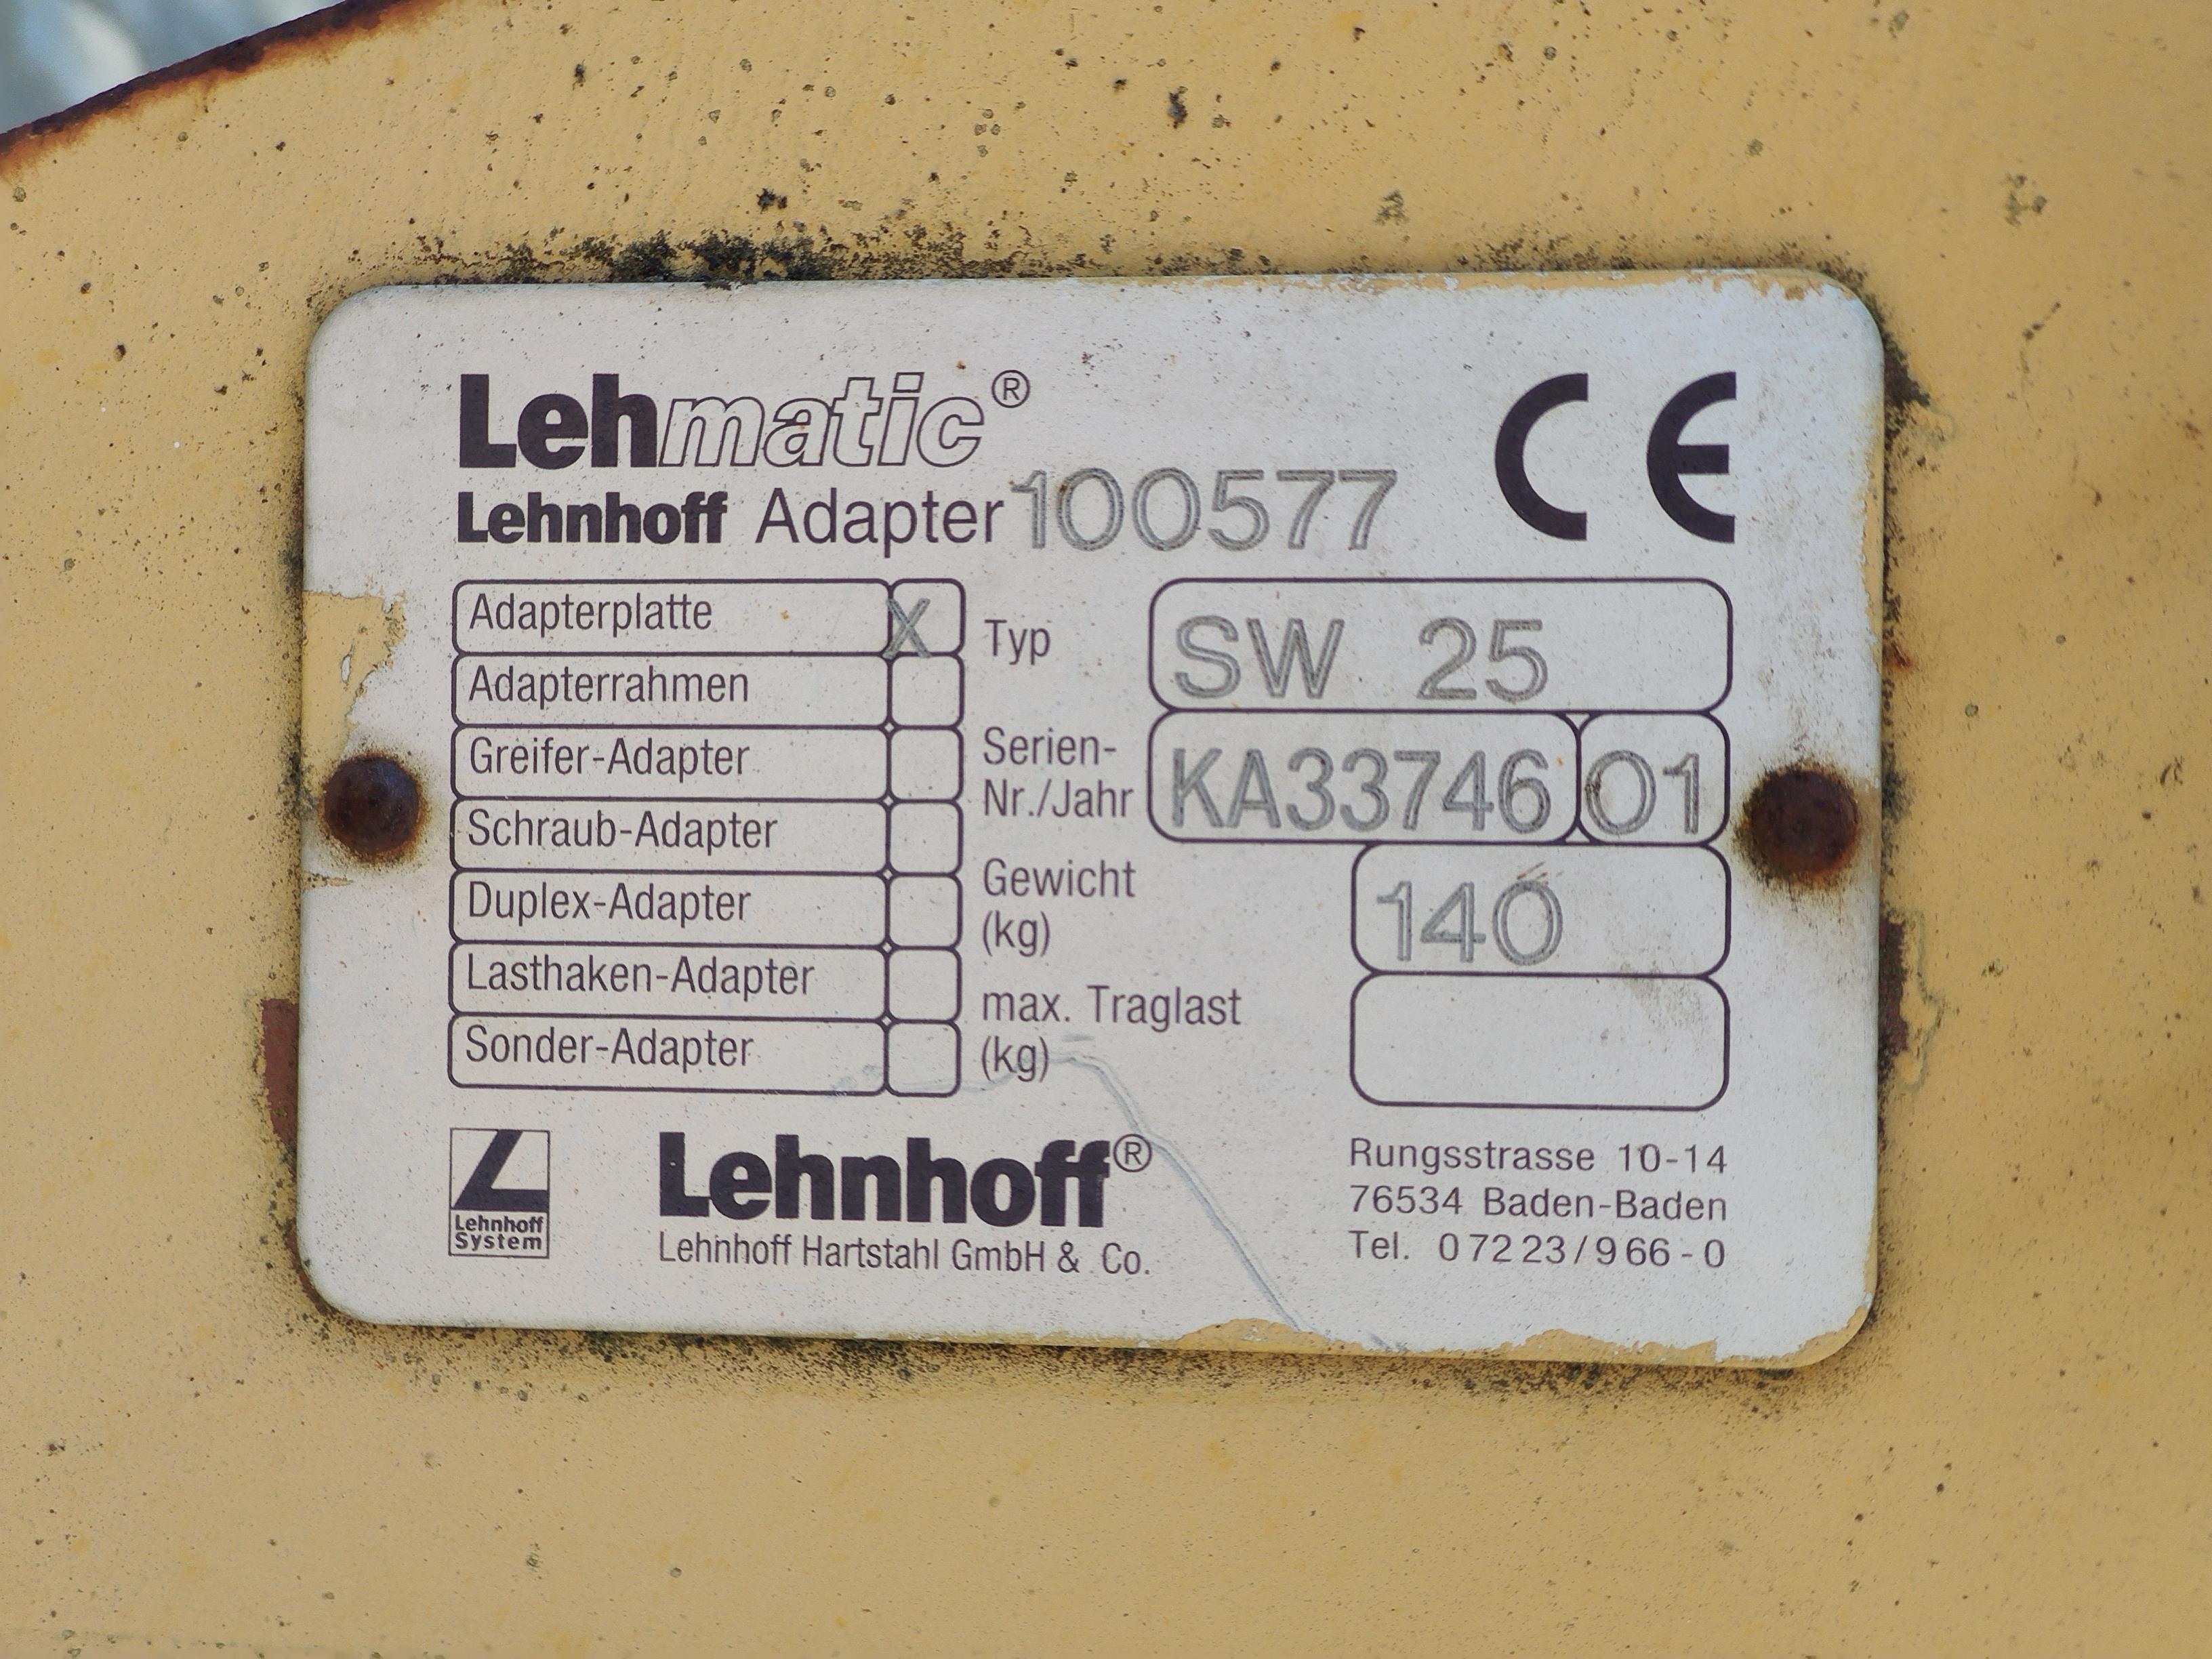 Lehmatic®
Lehnhoff Adapter 100577
CE
Adapterplatte X
Adapterrahmen
Greifer-Adapter
Schraub-Adapter
Duplex-Adapter
Lasthaken-Adapter
Sonder-Adapter
Typ SW 25
Serien-
Nr./Jahr KA33746 01
Gewicht
(kg) 140
max. Traglast
(kg)
Lehnhoff
System
Lehnhoff®
Lehnhoff Hartstahl GmbH & Co.
Rungsstrasse 10-14
76534 Baden-Baden
Tel. 07223/966-0